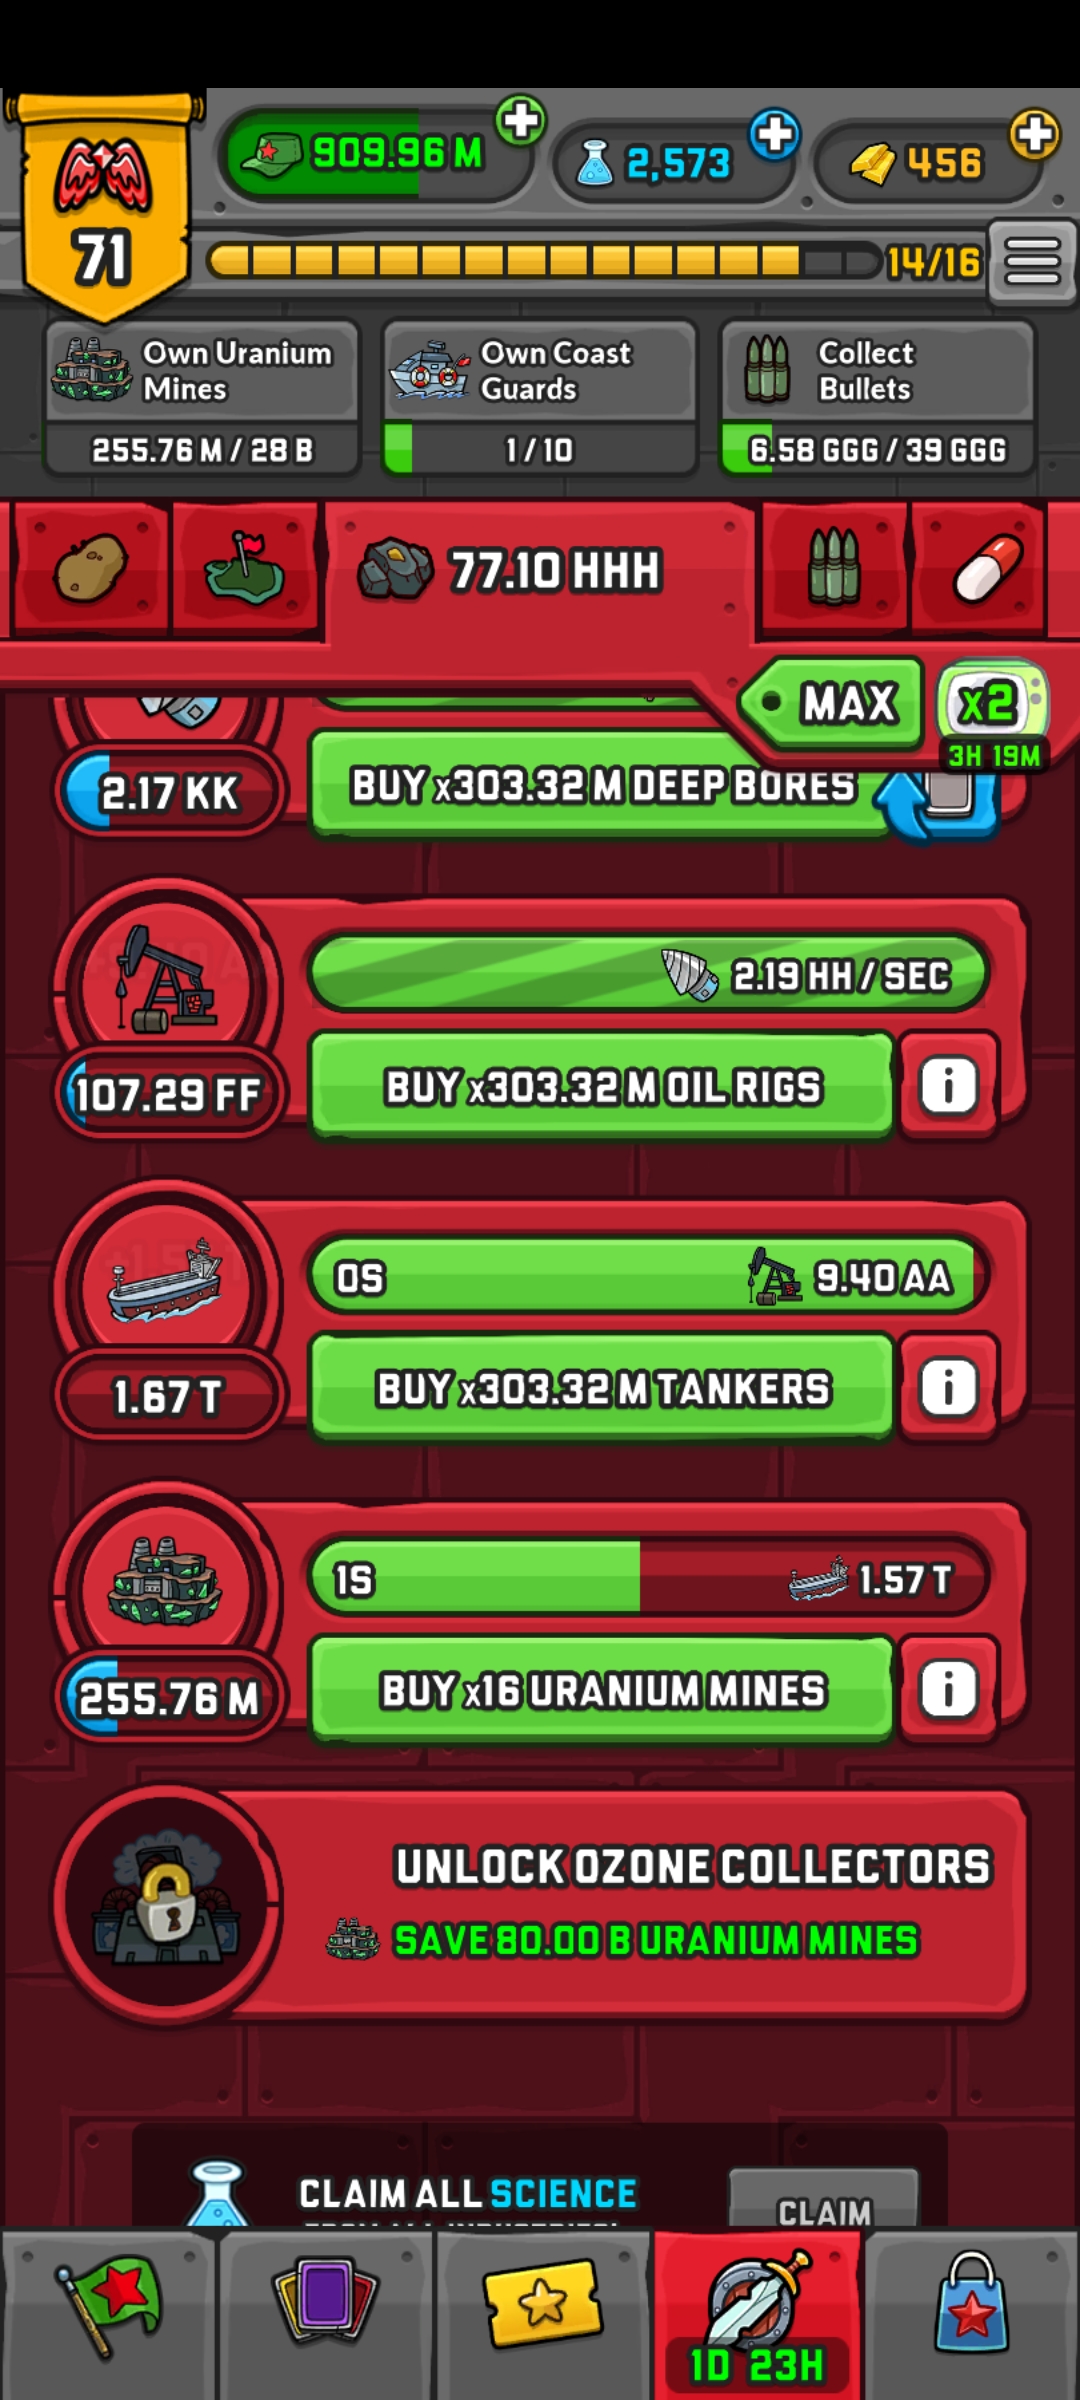 909.96 M
2,573
456
71
14/16
Own Uranium
Mines
255.76 M / 28 B
Own Coast
Guards
1 / 10
Collect
Bullets
6.58 GGG / 39 GGG
77.10 HHH
MAX
x2
3H 19M
2.17 KK
BUY x303.32 M DEEP BORES
2.19 HH / SEC
107.29 FF
BUY x303.32 M OIL RIGS
0S
9.40 AA
1.67 T
BUY x303.32 M TANKERS
1S
1.57 T
255.76 M
BUY x16 URANIUM MINES
UNLOCK OZONE COLLECTORS
SAVE 80.00 B URANIUM MINES
CLAIM ALL SCIENCE
CLAIM
1D 23H